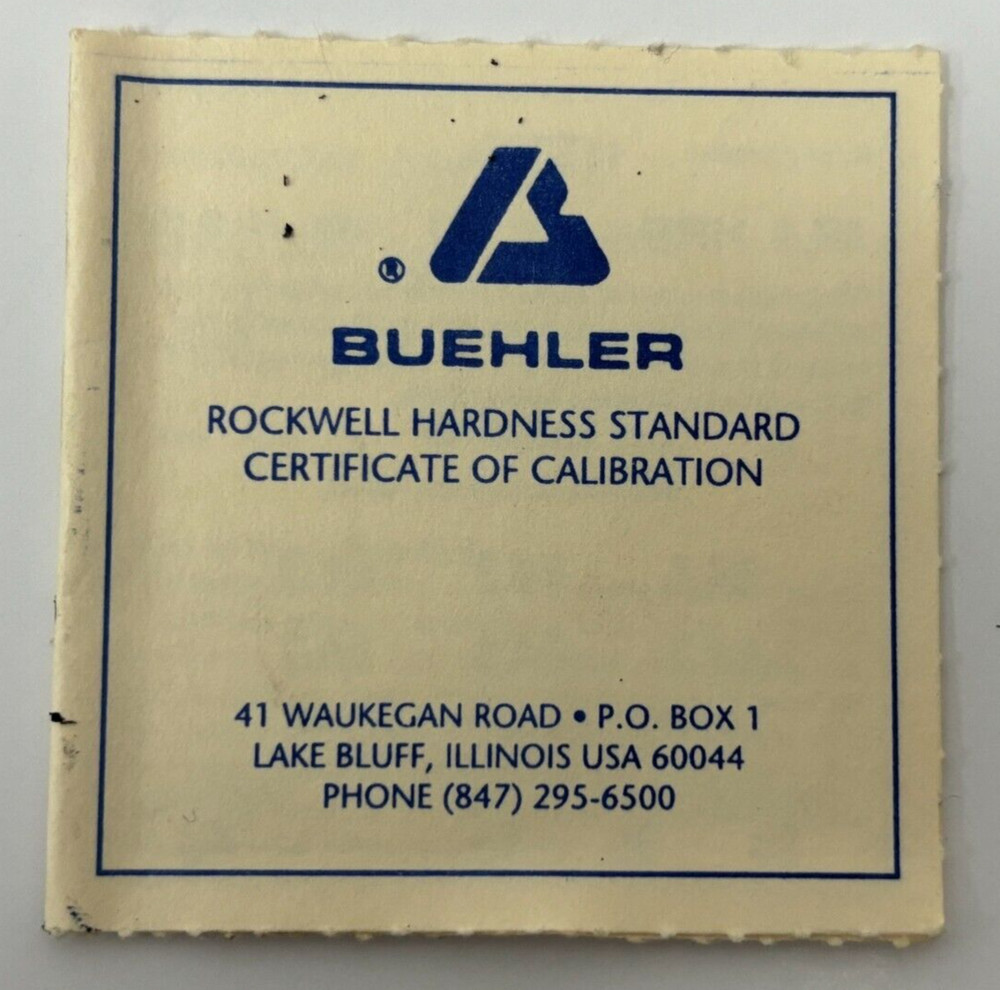 ®
BUEHLER
ROCKWELL HARDNESS STANDARD
CERTIFICATE OF CALIBRATION
41 WAUKEGAN ROAD • P.O. BOX 1
LAKE BLUFF, ILLINOIS USA 60044
PHONE (847) 295-6500